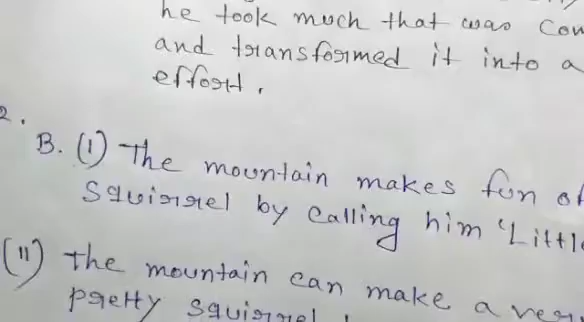 he took much that was
and transformed it into a
effort.
2.
B. (I) The mountain makes fun of
Squirrel by calling him 'Little
(II) The mountain can make a very
pretty squirrel